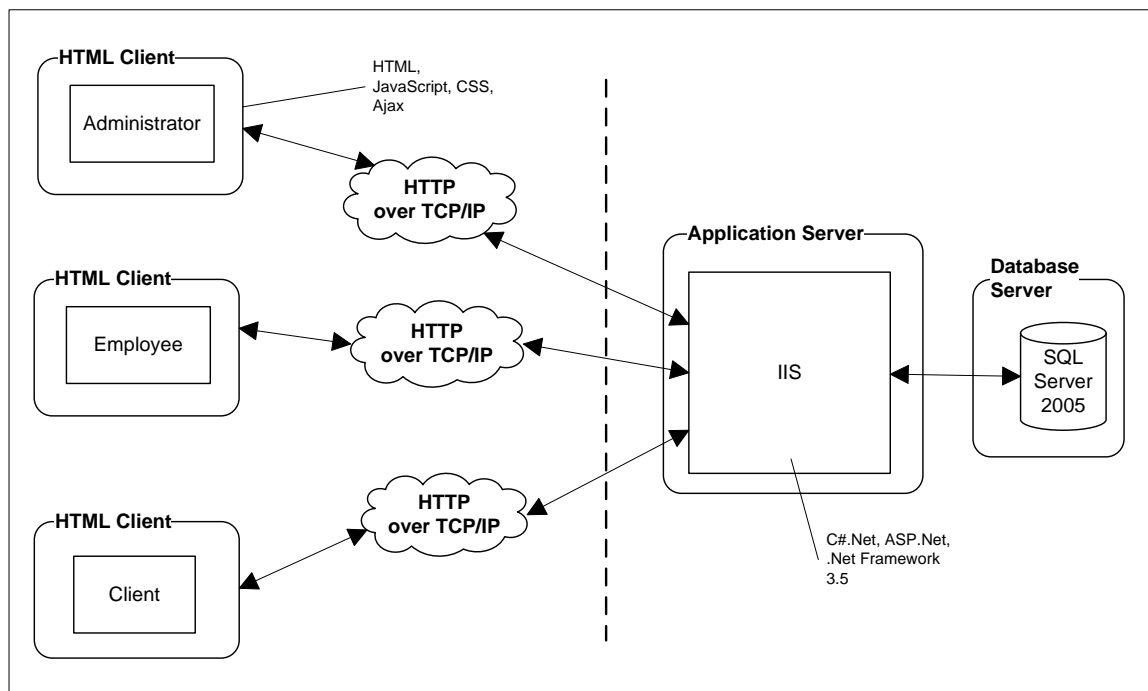 HTML Client
Administrator
HTML,
JavaScript, CSS,
Ajax
HTTP
over TCP/IP
HTML Client
Employee
HTTP
over TCP/IP
HTML Client
Client
HTTP
over TCP/IP
Application Server
IIS
C#.Net, ASP.Net,
.Net Framework
3.5
Database
Server
SQL
Server
2005